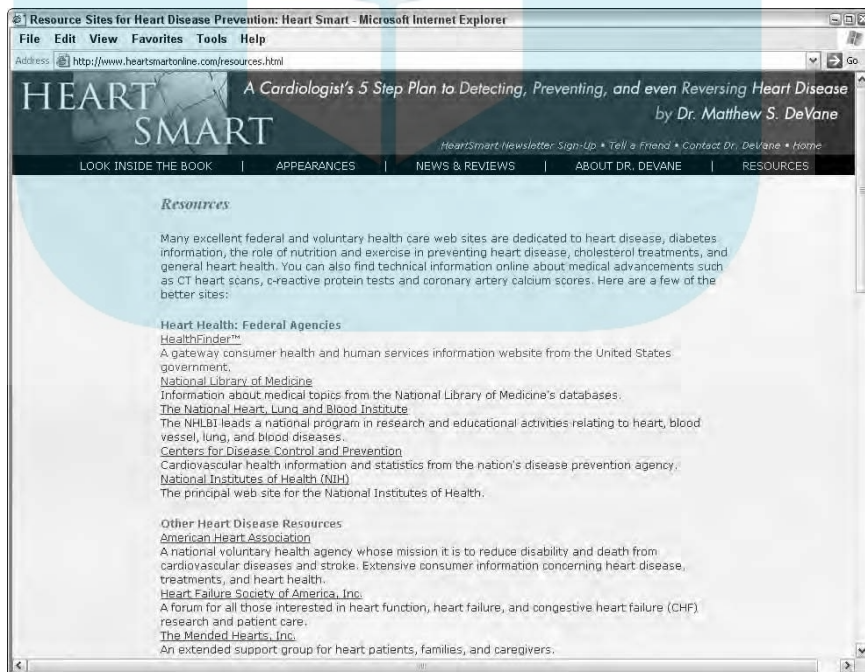 Resource Sites for Heart Disease Prevention: Heart Smart - Microsoft Internet Explorer
File Edit View Favorites Tools Help
Address http://www.heartsmartonline.com/resources.html Go
HEART SMART
A Cardiologist's 5 Step Plan to Detecting, Preventing, and even Reversing Heart Disease
by Dr. Matthew S. DeVane
HeartSmart Newsletter Sign-Up • Tell a Friend • Contact Dr. DeVane • Home
LOOK INSIDE THE BOOK | APPEARANCES | NEWS & REVIEWS | ABOUT DR. DEVANE | RESOURCES
Resources
Many excellent federal and voluntary health care web sites are dedicated to heart disease, diabetes
information, the role of nutrition and exercise in preventing heart disease, cholesterol treatments, and
general heart health. You can also find technical information online about medical advancements such
as CT heart scans, c-reactive protein tests and coronary artery calcium scores. Here are a few of the
better sites:
Heart Health: Federal Agencies
HealthFinder™
A gateway consumer health and human services information website from the United States
government.
National Library of Medicine
Information about medical topics from the National Library of Medicine's databases.
The National Heart, Lung and Blood Institute
The NHLBI leads a national program in research and educational activities relating to heart, blood
vessel, lung, and blood diseases.
Centers for Disease Control and Prevention
Cardiovascular health information and statistics from the nation's disease prevention agency.
National Institutes of Health (NIH)
The principal web site for the National Institutes of Health.
Other Heart Disease Resources
American Heart Association
A national voluntary health agency whose mission it is to reduce disability and death from
cardiovascular diseases and stroke. Extensive consumer information concerning heart disease,
treatments, and heart health.
Heart Failure Society of America, Inc.
A forum for all those interested in heart function, heart failure, and congestive heart failure (CHF)
research and patient care.
The Mended Hearts, Inc.
An extended support group for heart patients, families, and caregivers.